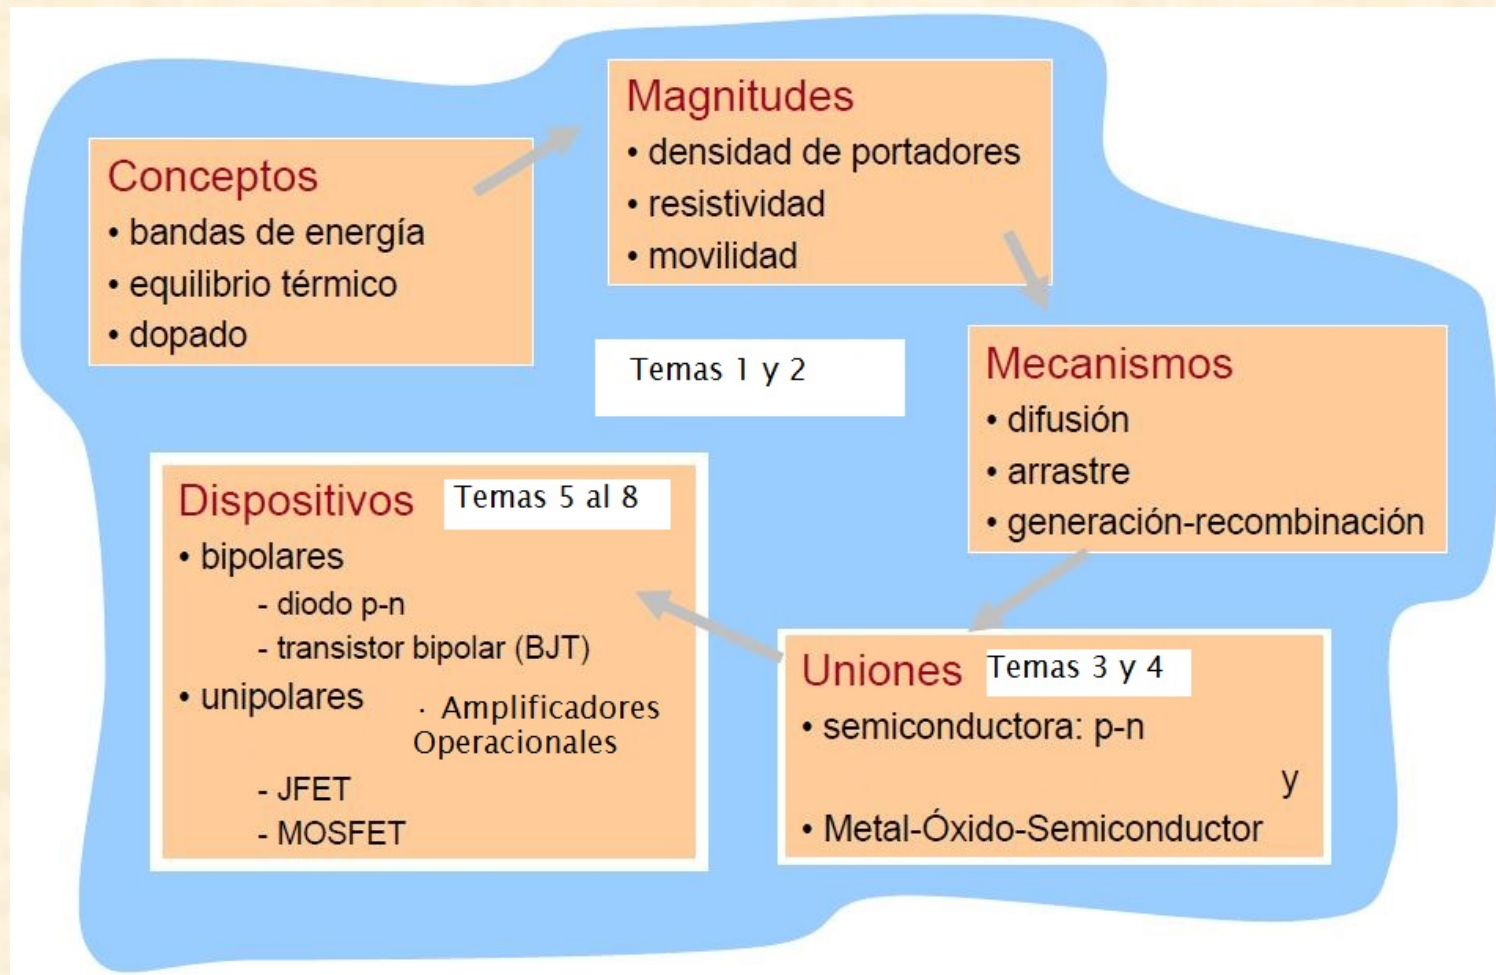 Conceptos
• bandas de energía
• equilibrio térmico
• dopado
Magnitudes
• densidad de portadores
• resistividad
• movilidad
Temas 1 y 2
Mecanismos
• difusión
• arrastre
• generación-recombinación
Uniones Temas 3 y 4
• semiconductora: p-n
y
• Metal-Óxido-Semiconductor
Dispositivos Temas 5 al 8
• bipolares
- diodo p-n
- transistor bipolar (BJT)
• unipolares
· Amplificadores
Operacionales
- JFET
- MOSFET